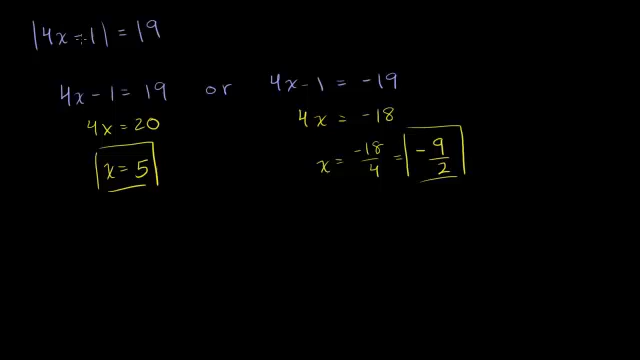 |4x - 1| = 19
4x - 1 = 19 or 4x - 1 = -19
4x = 20 4x = -18
x = 5 x = -18/4 = -9/2